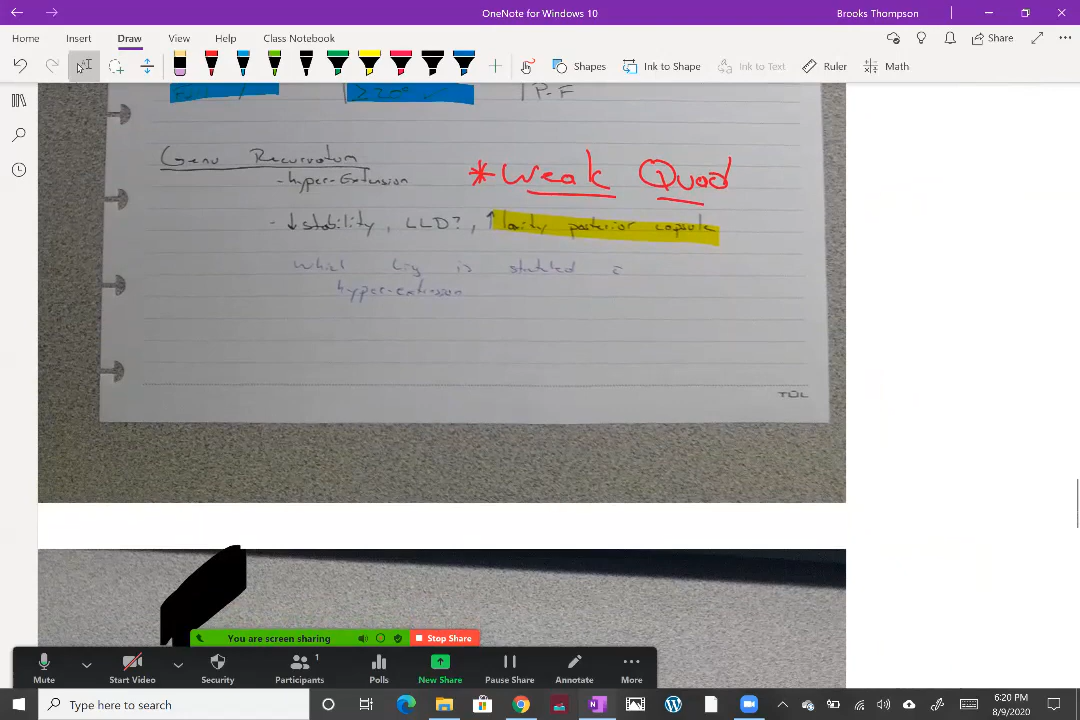 OneNote for Windows 10
Brooks Thompson
Home Insert Draw View Help Class Notebook
Share
Shapes Ink to Shape Ink to Text Ruler Math
P-F
Genu Recurvatum
- hyper-Extension
*Weak Quad
- ↓ stability, LLD?, ↑ laxity posterior capsule
which lig is stretched
hyper-extension
TUL
You are screen sharing
Stop Share
1
Mute Start Video Security Participants Polls New Share Pause Share Annotate More
Type here to search
6:20 PM
8/9/2020